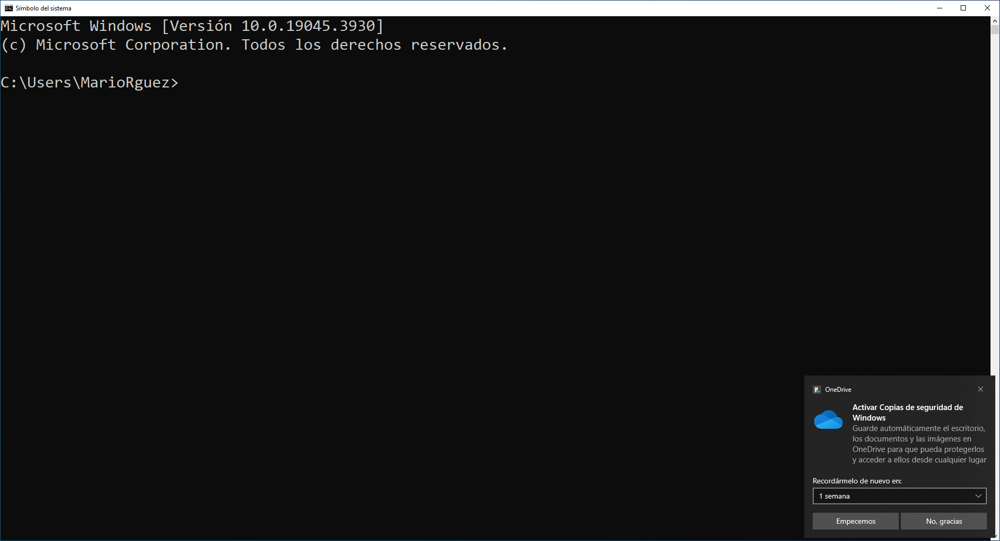 Símbolo del sistema
Microsoft Windows [Versión 10.0.19045.3930]
(c) Microsoft Corporation. Todos los derechos reservados.
C:\Users\MarioRguez>
OneDrive
Activar Copias de seguridad de
Windows
Guarde automáticamente el escritorio,
los documentos y las imágenes en
OneDrive para que pueda protegerlos
y acceder a ellos desde cualquier lugar
Recordármelo de nuevo en:
1 semana
Empecemos
No, gracias